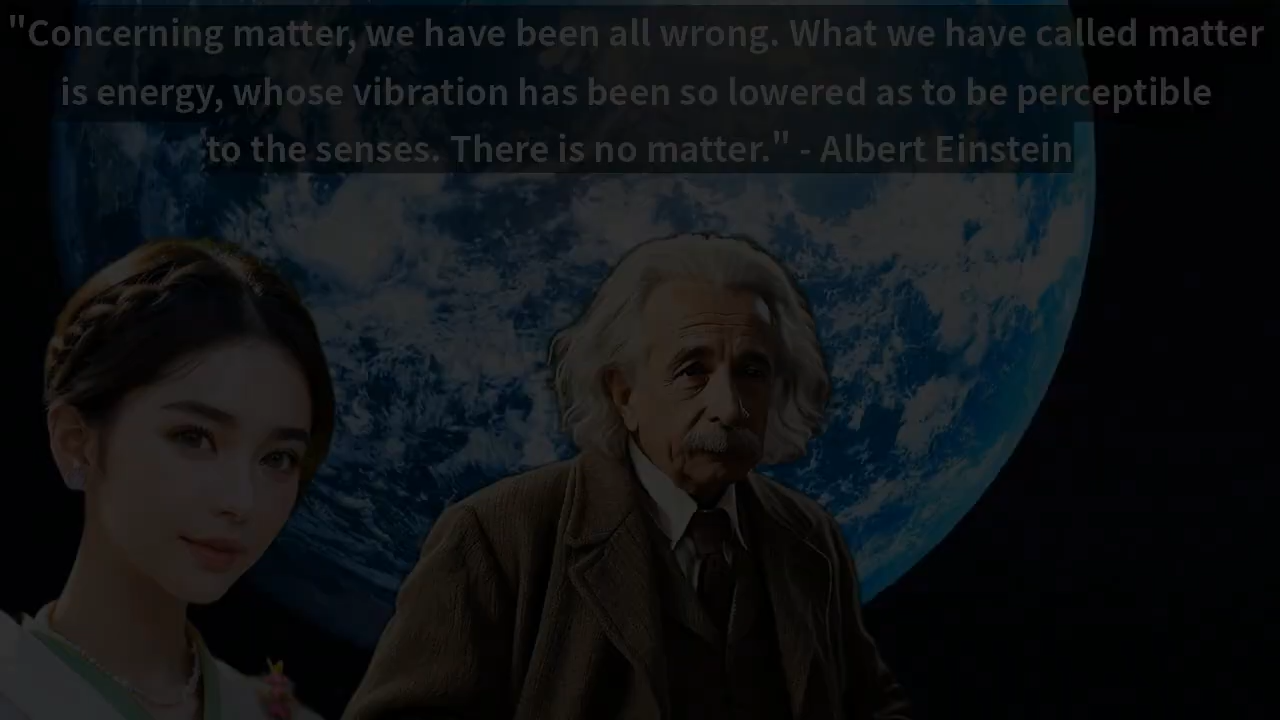 "Concerning matter, we have been all wrong. What we have called matter
is energy, whose vibration has been so lowered as to be perceptible
to the senses. There is no matter." - Albert Einstein